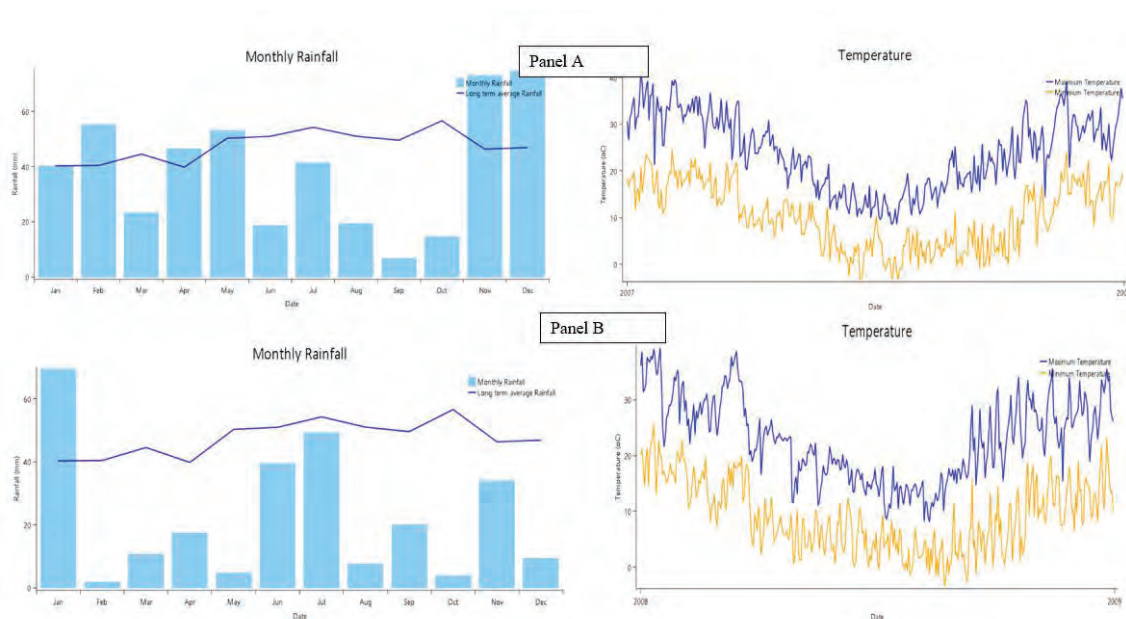 Panel A
Monthly Rainfall
Monthly Rainfall
Long term average Rainfall
Rainfall (mm)
60
40
20
0
Jan Feb Mar Apr May Jun Jul Aug Sep Oct Nov Dec
Date
Temperature
Maximum Temperature
Minimum Temperature
Temperature (oC)
40
30
20
10
0
2007 200
Date
Panel B
Monthly Rainfall
Monthly Rainfall
Long term average Rainfall
Rainfall (mm)
60
40
20
0
Jan Feb Mar Apr May Jun Jul Aug Sep Oct Nov Dec
Date
Temperature
Maximum Temperature
Minimum Temperature
Temperature (oC)
30
20
10
0
2008 2009
Date